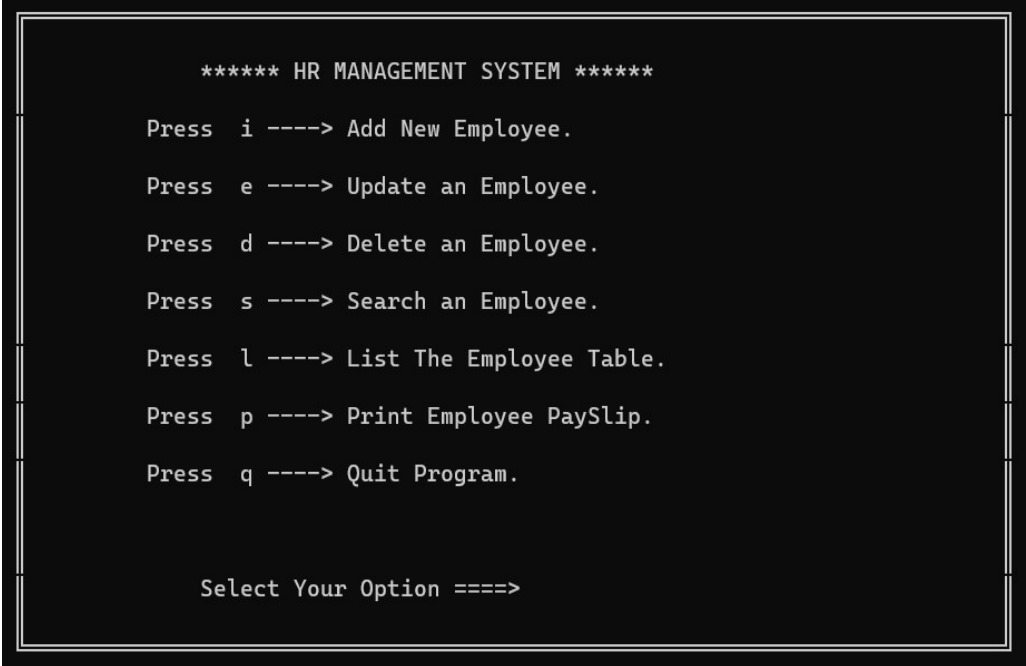 ****** HR MANAGEMENT SYSTEM ******
Press  i ----> Add New Employee.
Press  e ----> Update an Employee.
Press  d ----> Delete an Employee.
Press  s ----> Search an Employee.
Press  l ----> List The Employee Table.
Press  p ----> Print Employee PaySlip.
Press  q ----> Quit Program.
Select Your Option ====>